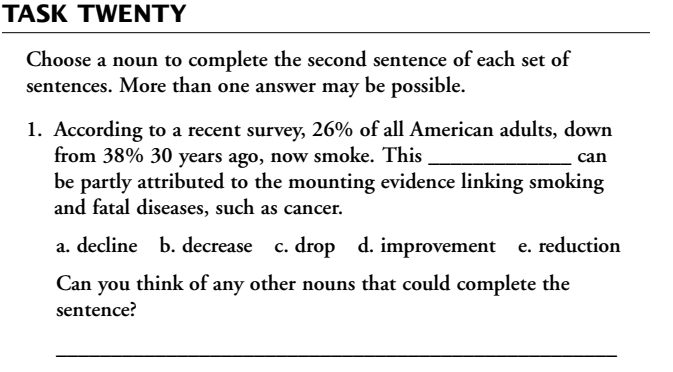 TASK TWENTY
Choose a noun to complete the second sentence of each set of
sentences. More than one answer may be possible.
1. According to a recent survey, 26% of all American adults, down
from 38% 30 years ago, now smoke. This _____________ can
be partly attributed to the mounting evidence linking smoking
and fatal diseases, such as cancer.
a. decline b. decrease c. drop d. improvement e. reduction
Can you think of any other nouns that could complete the
sentence?
___________________________________________________